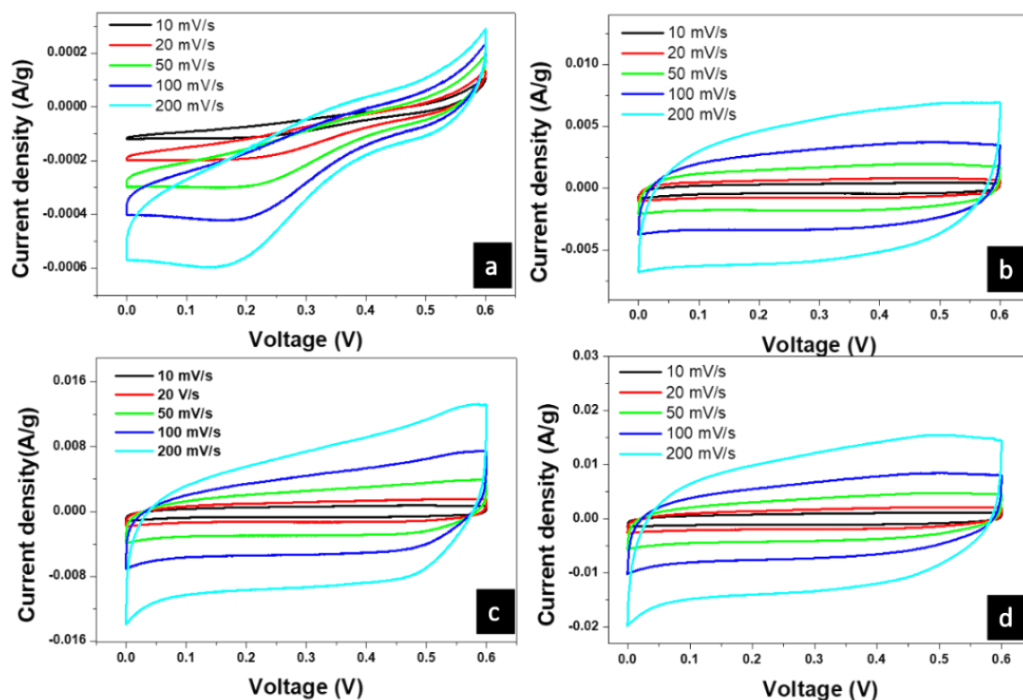 10 mV/s
20 mV/s
50 mV/s
100 mV/s
200 mV/s
0.0002
0.0000
-0.0002
-0.0004
-0.0006
Current density (A/g)
0.0 0.1 0.2 0.3 0.4 0.5 0.6
Voltage (V)
a
10 mV/s
20 mV/s
50 mV/s
100 mV/s
200 mV/s
0.010
0.005
0.000
-0.005
Current density (A/g)
0.0 0.1 0.2 0.3 0.4 0.5 0.6
Voltage (V)
b
10 mV/s
20 V/s
50 mV/s
100 mV/s
200 mV/s
0.016
0.008
0.000
-0.008
-0.016
Current density(A/g)
0.0 0.1 0.2 0.3 0.4 0.5 0.6
Voltage (V)
c
10 mV/s
20 mV/s
50 mV/s
100 mV/s
200 mV/s
0.03
0.02
0.01
0.00
-0.01
-0.02
Current density (A/g)
0.0 0.1 0.2 0.3 0.4 0.5 0.6
Voltage (V)
d